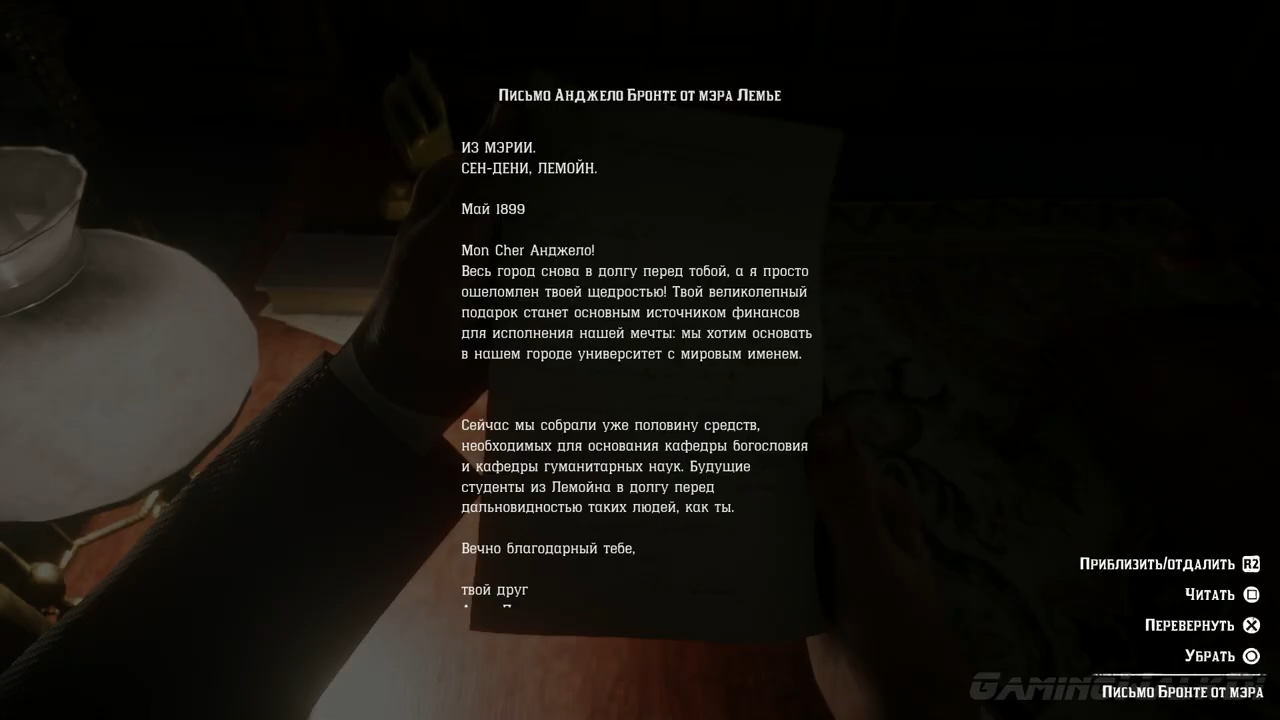 Письмо Анджело Бронте от мэра Лемье
ИЗ МЭРИИ.
СЕН-ДЕНИ, ЛЕМОЙН.
Май 1899
Mon Cher Анджело!
Весь город снова в долгу перед тобой, а я просто
ошеломлен твоей щедростью! Твой великолепный
подарок станет основным источником финансов
для исполнения нашей мечты: мы хотим основать
в нашем городе университет с мировым именем.
Сейчас мы собрали уже половину средств,
необходимых для основания кафедры богословия
и кафедры гуманитарных наук. Будущие
студенты из Лемойна в долгу перед
дальновидностью таких людей, как ты.
Вечно благодарный тебе,
твой друг
Приблизить/отдалить R2
Читать
Перевернуть
Убрать
Письмо Бронте от мэра